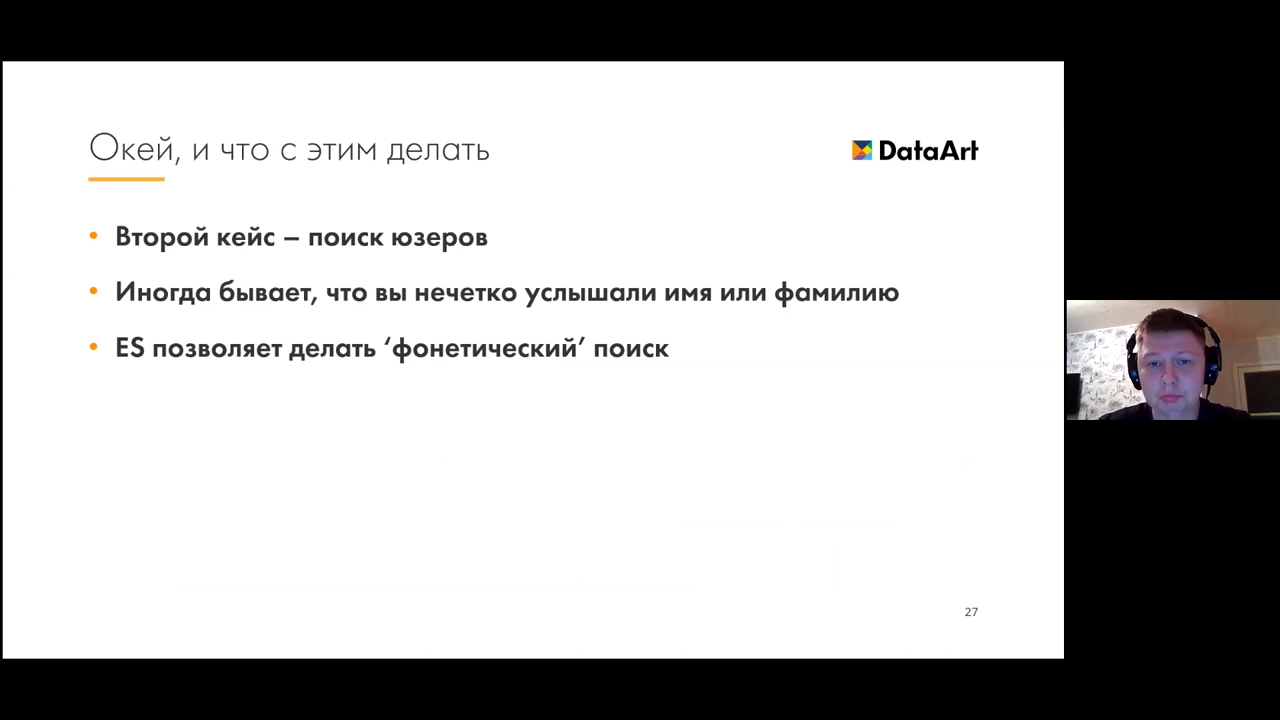 Окей, и что с этим делать
DataArt
• Второй кейс – поиск юзеров
• Иногда бывает, что вы нечетко услышали имя или фамилию
• ES позволяет делать ‘фонетический’ поиск
27